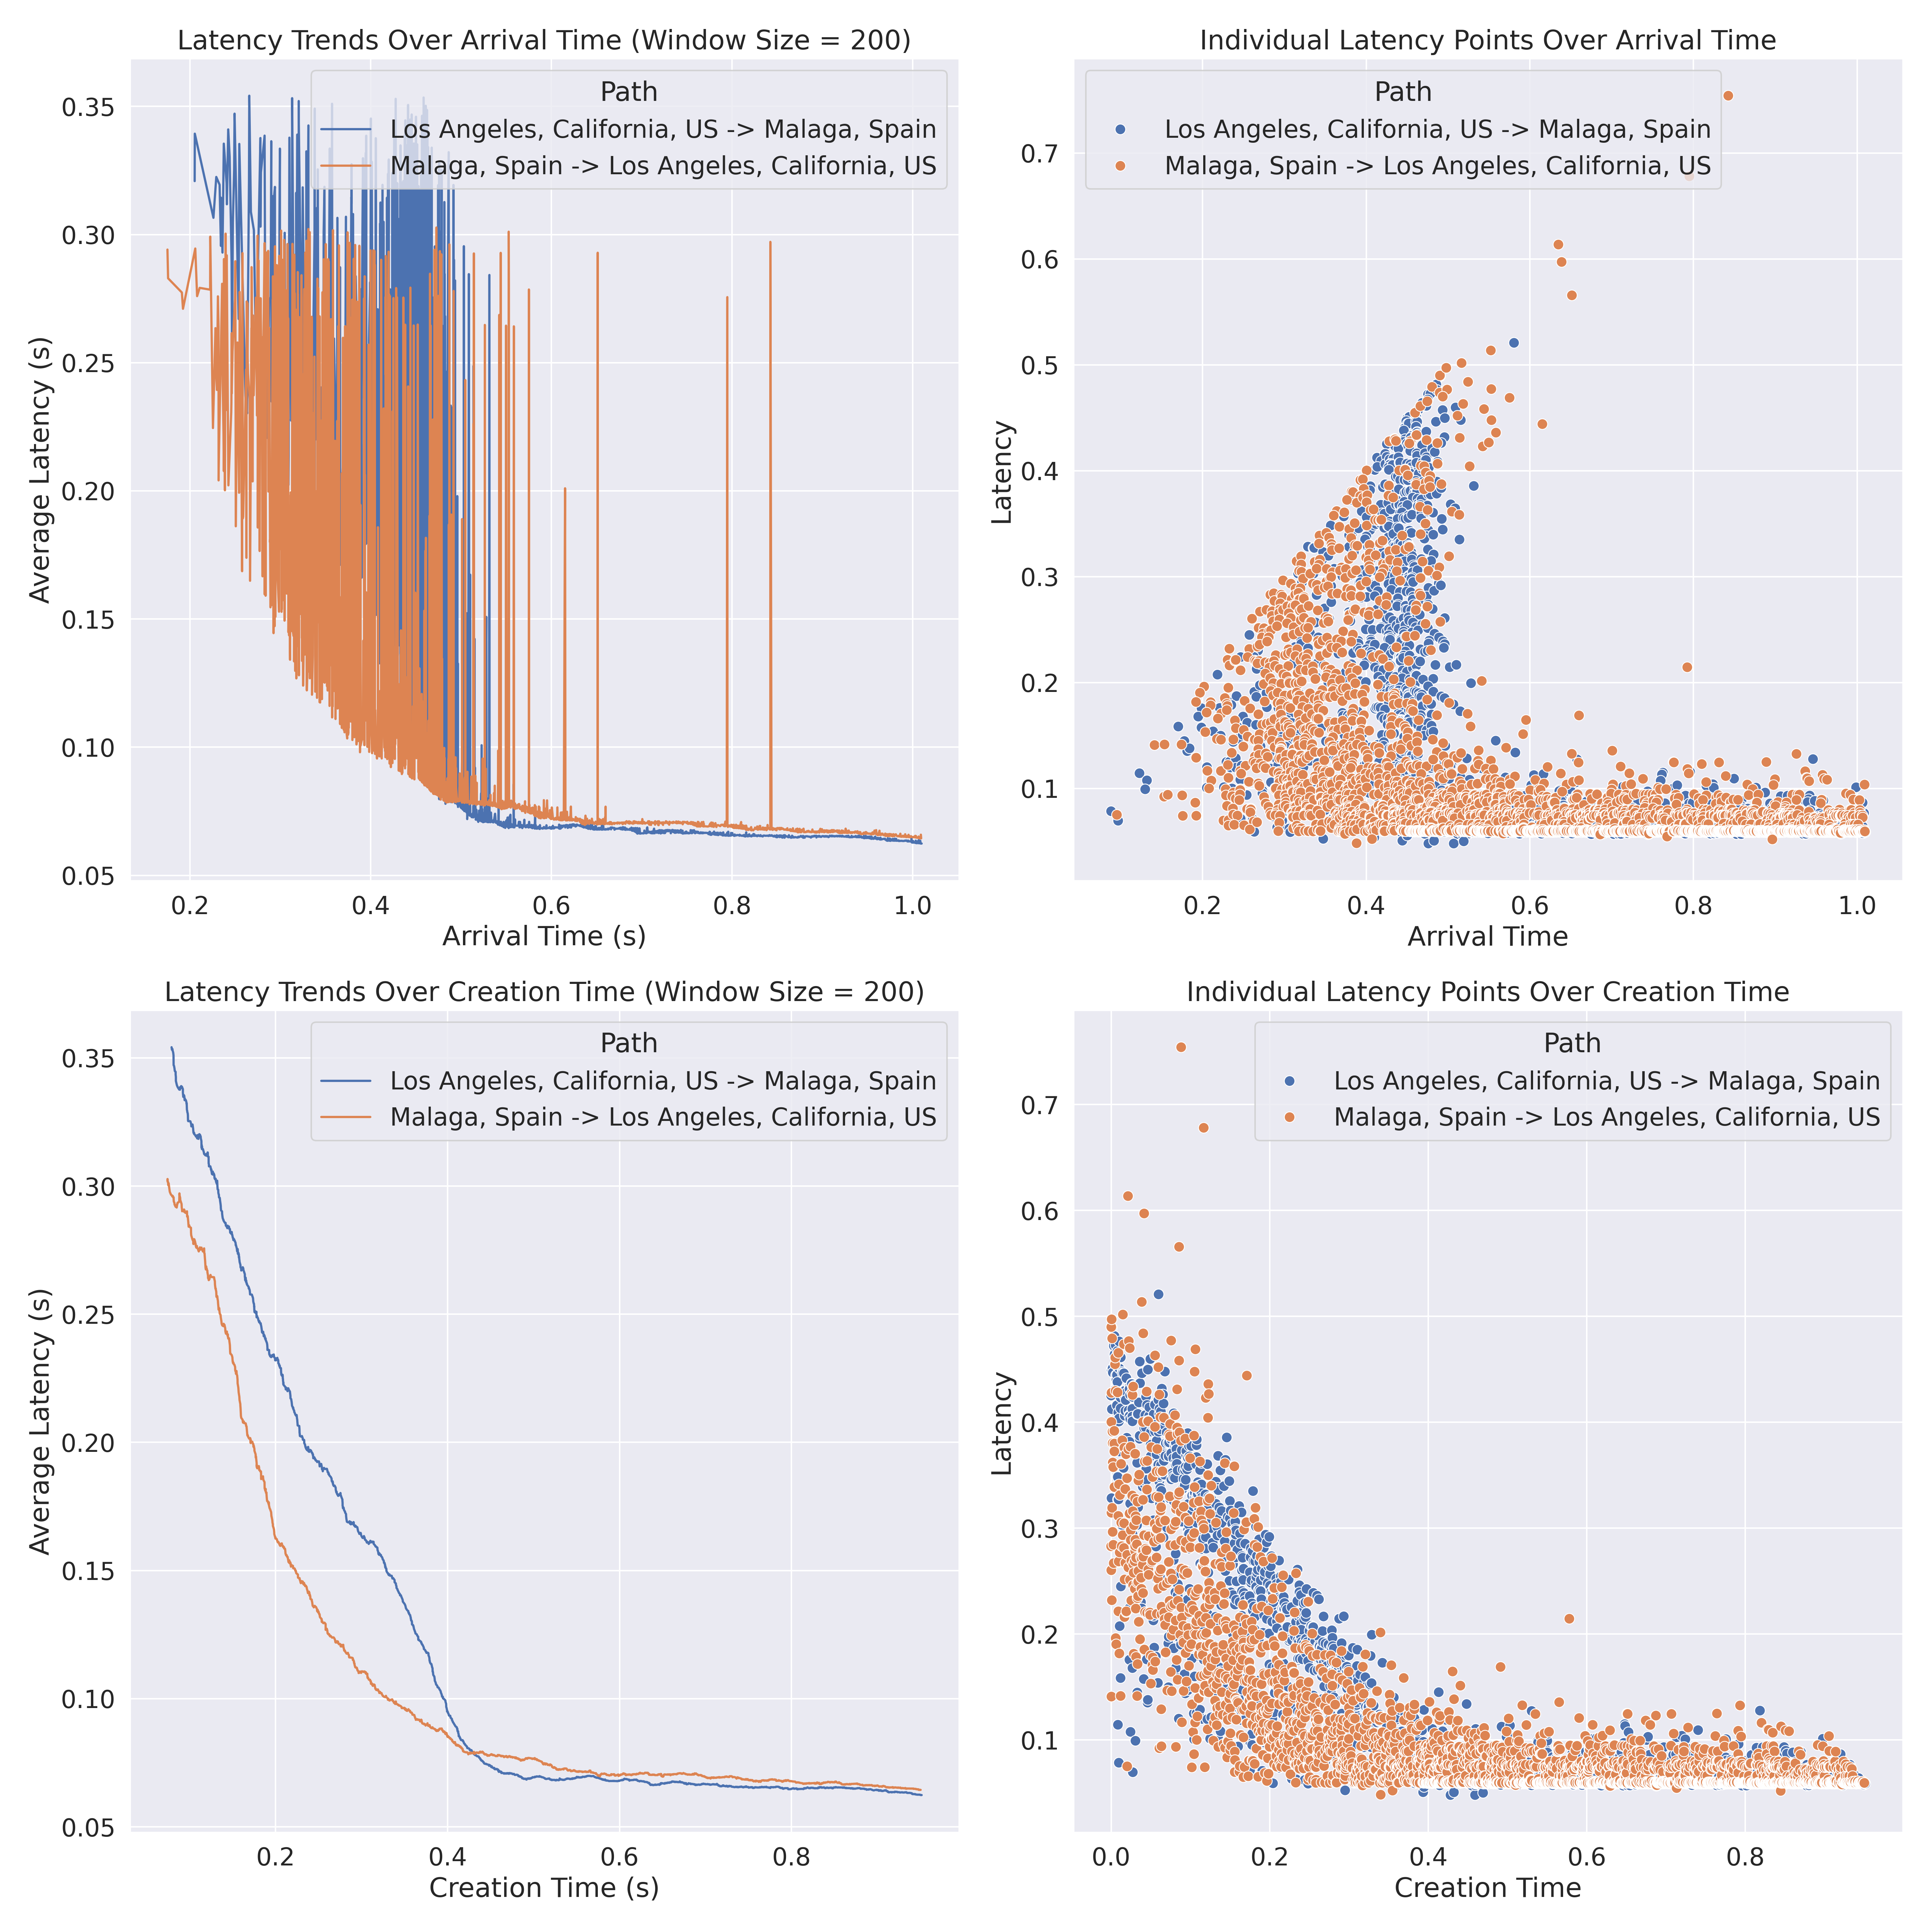 Latency Trends Over Arrival Time (Window Size = 200)
Path
Los Angeles, California, US -> Malaga, Spain
Malaga, Spain -> Los Angeles, California, US
Average Latency (s)
0.35
0.30
0.25
0.20
0.15
0.10
0.05
0.2 0.4 0.6 0.8 1.0
Arrival Time (s)
Individual Latency Points Over Arrival Time
Path
Los Angeles, California, US -> Malaga, Spain
Malaga, Spain -> Los Angeles, California, US
Latency
0.7
0.6
0.5
0.4
0.3
0.2
0.1
0.2 0.4 0.6 0.8 1.0
Arrival Time
Latency Trends Over Creation Time (Window Size = 200)
Path
Los Angeles, California, US -> Malaga, Spain
Malaga, Spain -> Los Angeles, California, US
Average Latency (s)
0.35
0.30
0.25
0.20
0.15
0.10
0.05
0.2 0.4 0.6 0.8
Creation Time (s)
Individual Latency Points Over Creation Time
Path
Los Angeles, California, US -> Malaga, Spain
Malaga, Spain -> Los Angeles, California, US
Latency
0.7
0.6
0.5
0.4
0.3
0.2
0.1
0.0 0.2 0.4 0.6 0.8
Creation Time